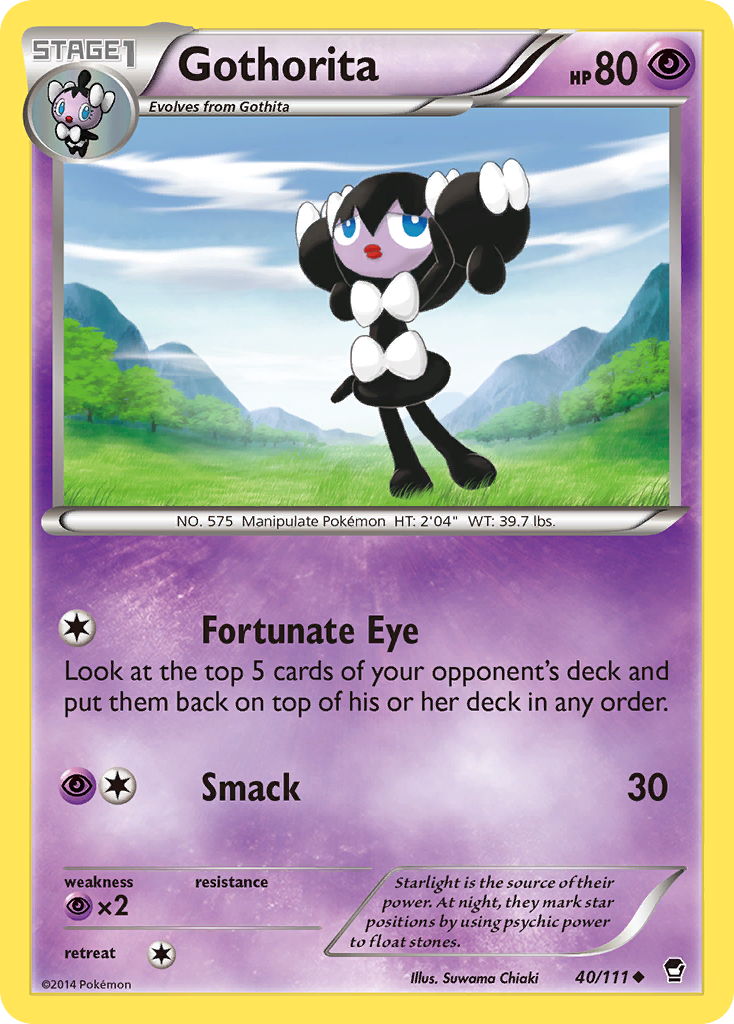 STAGE1
Gothorita
HP80
Evolves from Gothita
NO. 575 Manipulate Pokémon HT: 2'04" WT: 39.7 lbs.
Fortunate Eye
Look at the top 5 cards of your opponent's deck and
put them back on top of his or her deck in any order.
Smack 30
weakness resistance
×2
Starlight is the source of their
power. At night, they mark star
positions by using psychic power
to float stones.
retreat
©2014 Pokémon
Illus. Suwama Chiaki
40/111